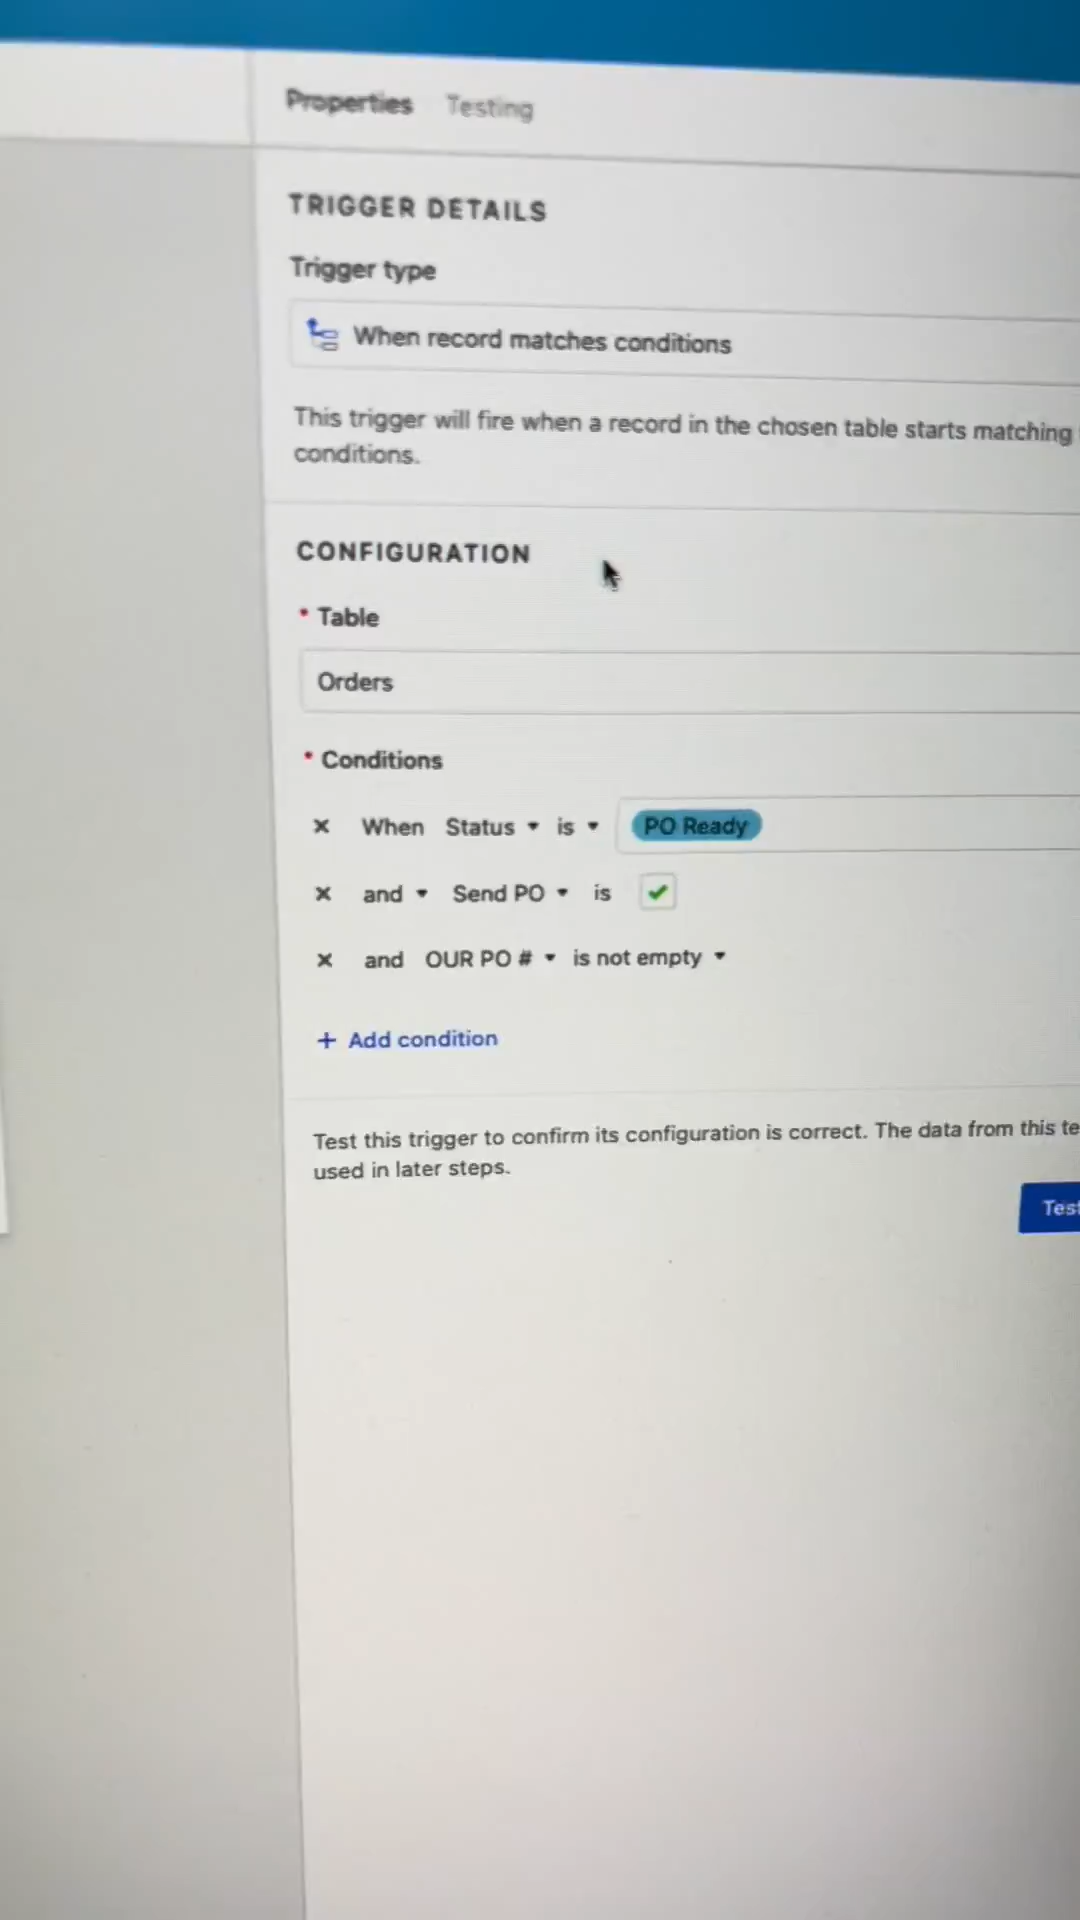 Properties Testing
TRIGGER DETAILS
Trigger type
When record matches conditions
This trigger will fire when a record in the chosen table starts matching
conditions.
CONFIGURATION
* Table
Orders
* Conditions
When Status is PO Ready
and Send PO is
and OUR PO # is not empty
+ Add condition
Test this trigger to confirm its configuration is correct. The data from this te
used in later steps.
Test